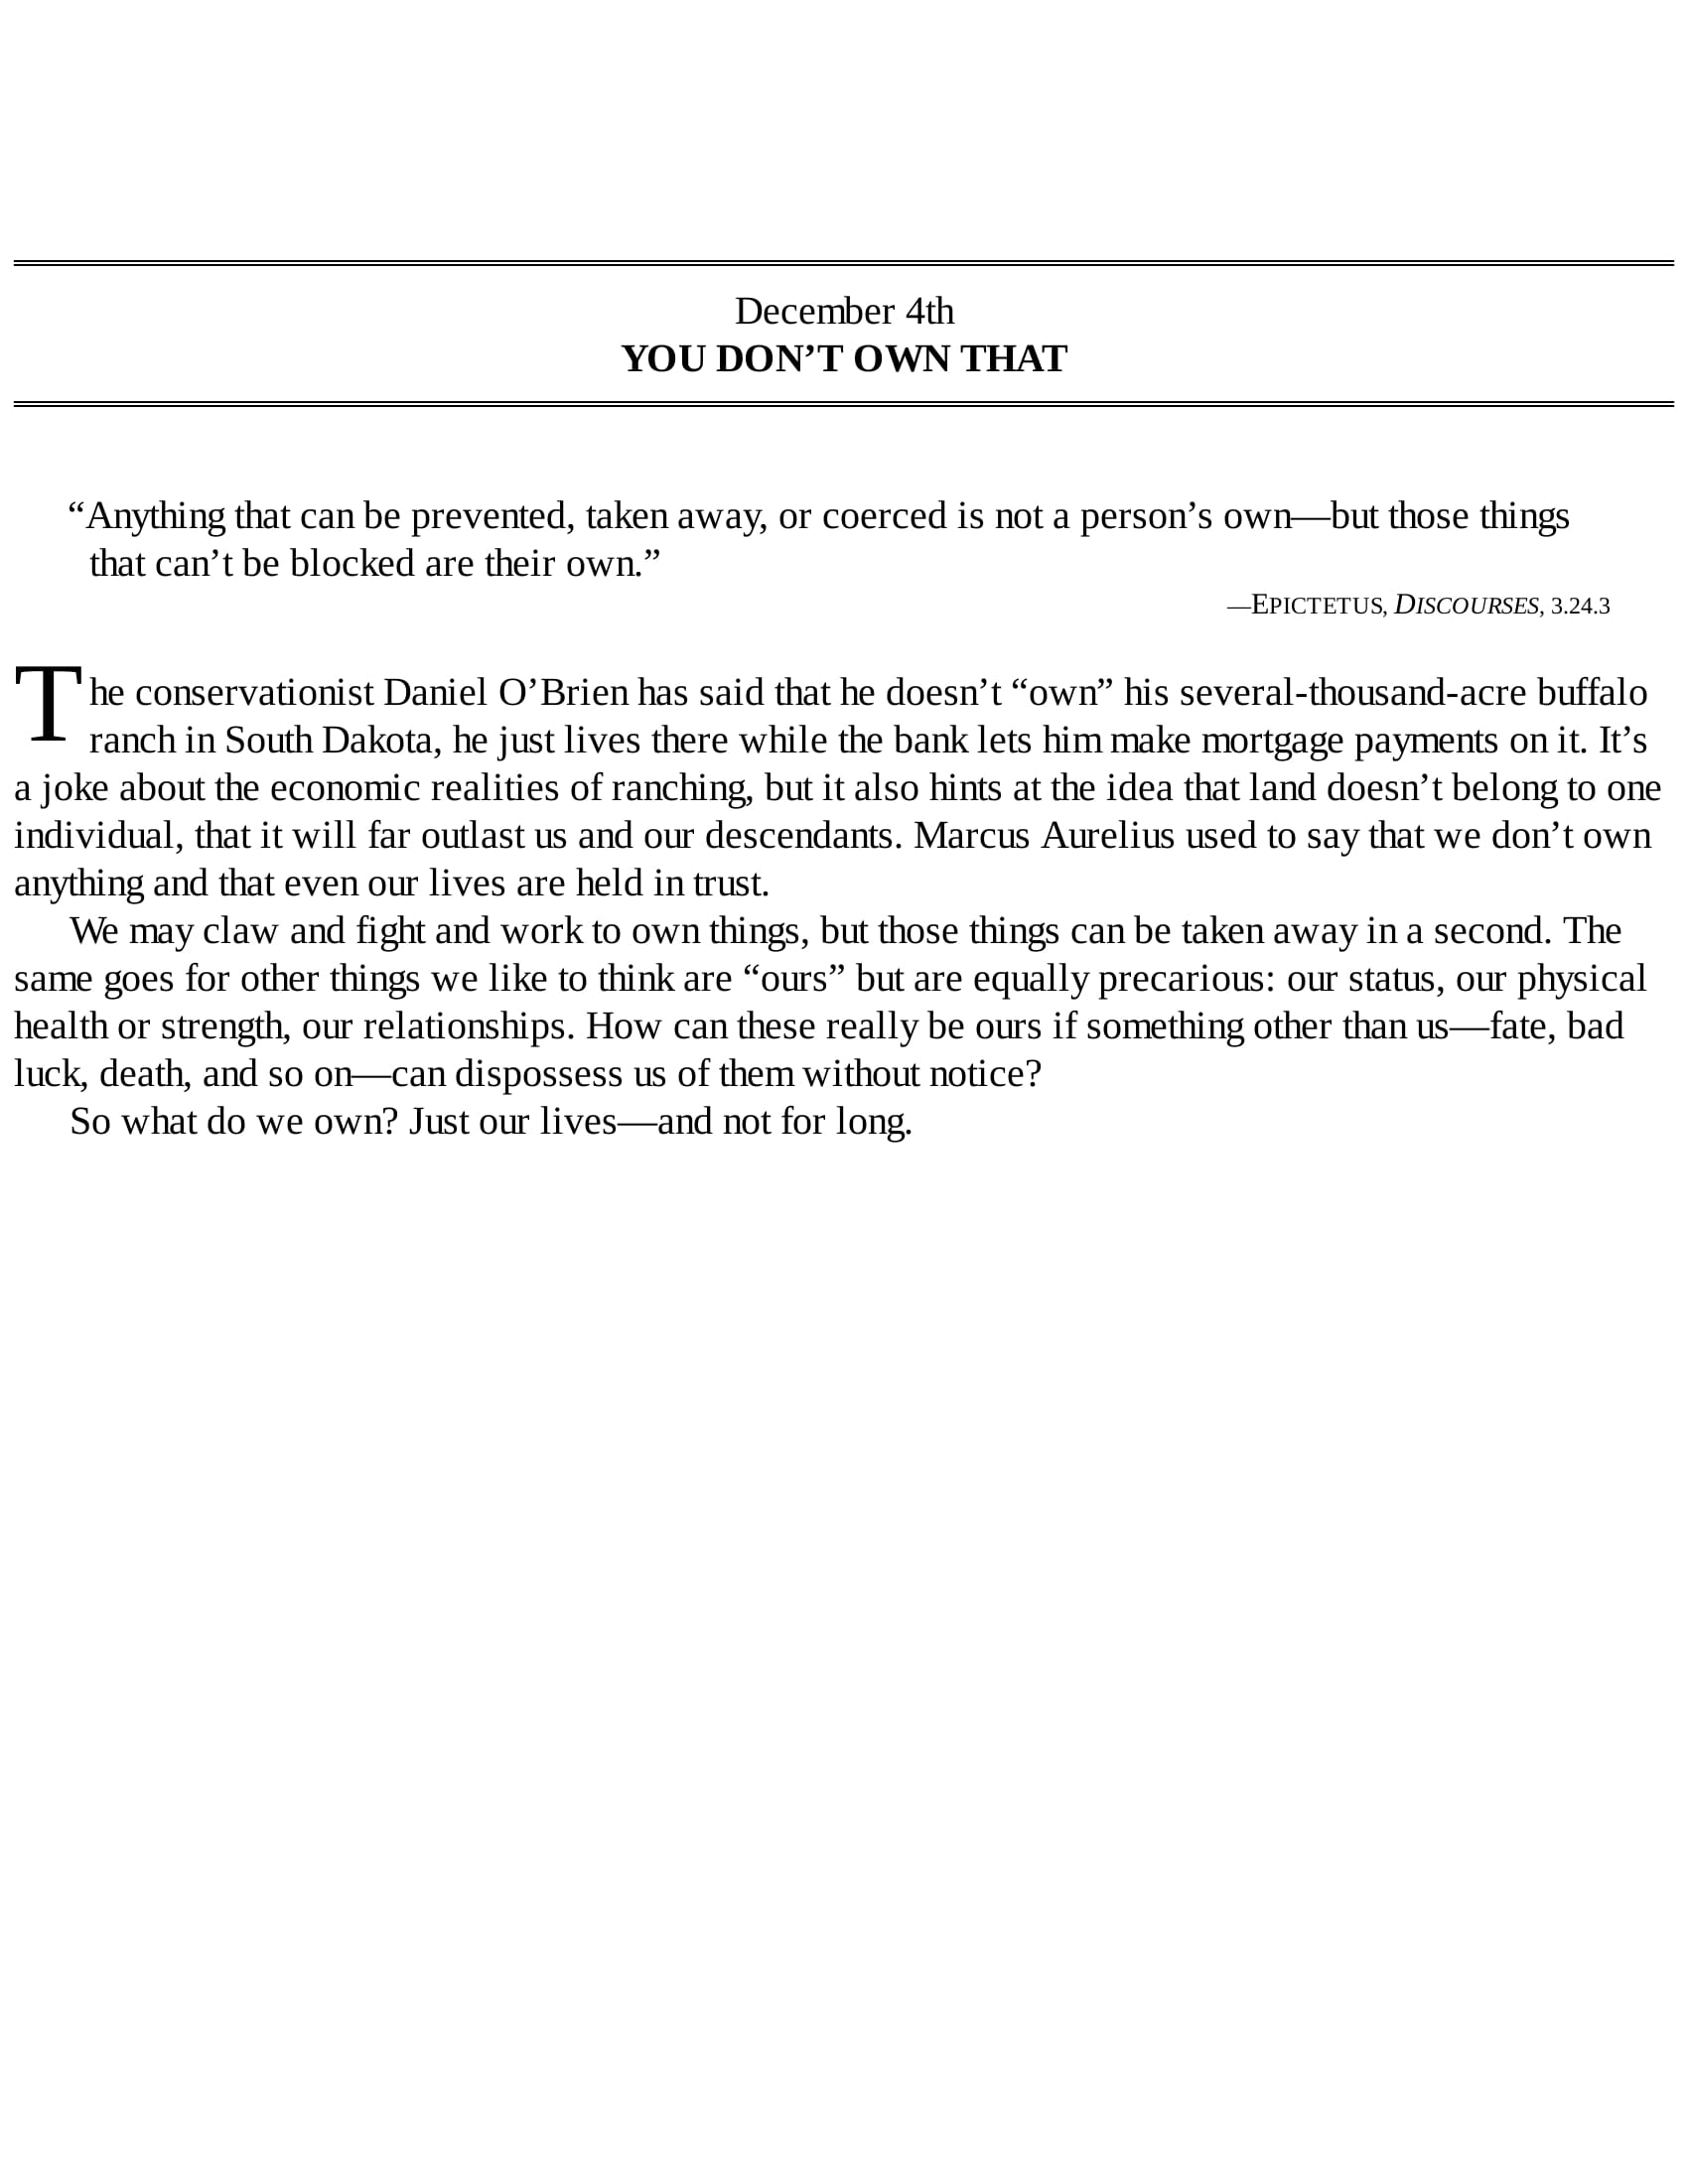 December 4th
YOU DON’T OWN THAT
“Anything that can be prevented, taken away, or coerced is not a person’s own—but those things
that can’t be blocked are their own.”
—EPICTETUS, DISCOURSES, 3.24.3
The conservationist Daniel O’Brien has said that he doesn’t “own” his several-thousand-acre buffalo
ranch in South Dakota, he just lives there while the bank lets him make mortgage payments on it. It’s
a joke about the economic realities of ranching, but it also hints at the idea that land doesn’t belong to one
individual, that it will far outlast us and our descendants. Marcus Aurelius used to say that we don’t own
anything and that even our lives are held in trust.
We may claw and fight and work to own things, but those things can be taken away in a second. The
same goes for other things we like to think are “ours” but are equally precarious: our status, our physical
health or strength, our relationships. How can these really be ours if something other than us—fate, bad
luck, death, and so on—can dispossess us of them without notice?
So what do we own? Just our lives—and not for long.